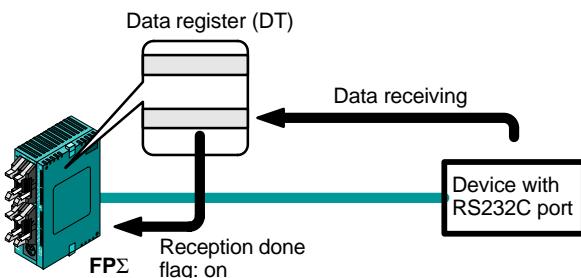 Data register (DT)
Data receiving
Device with
RS232C port
Reception done
flag: on
FPΣ